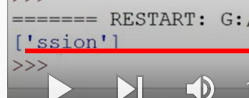 ======= RESTART: G:/
['ssion']
>>>